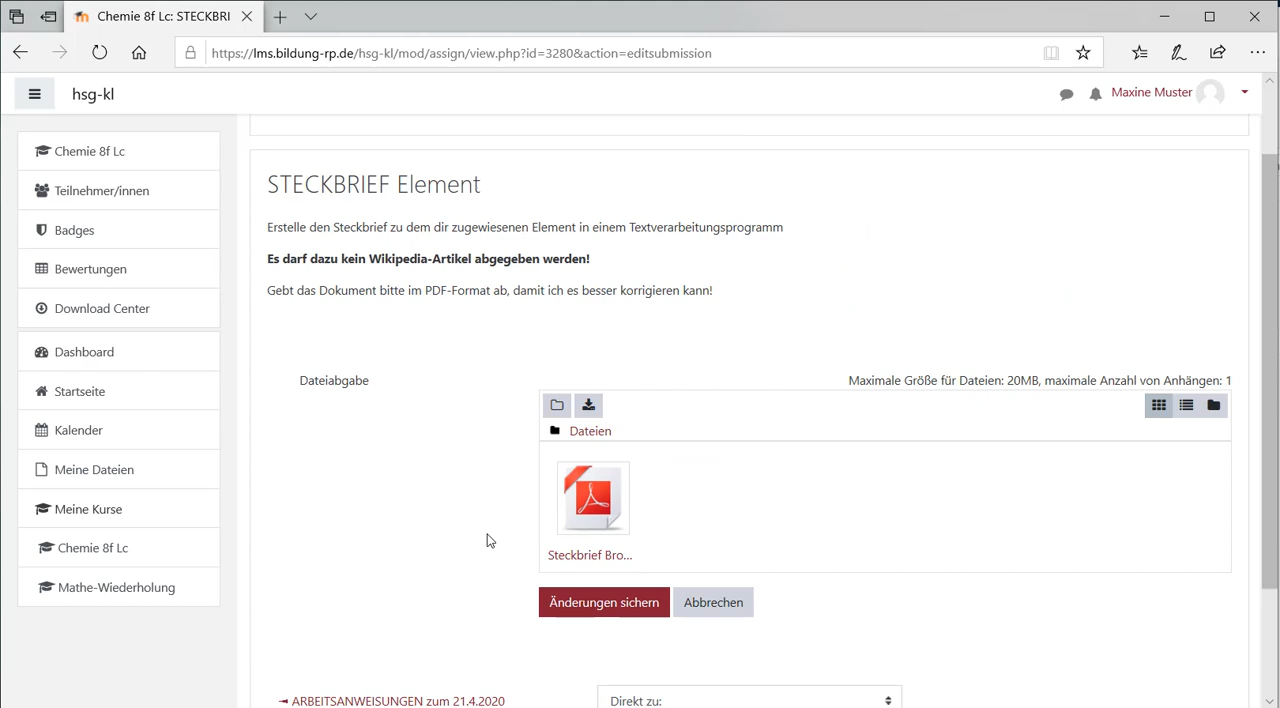 Chemie 8f Lc: STECKBRI
https://lms.bildung-rp.de/hsg-kl/mod/assign/view.php?id=3280&action=editsubmission
hsg-kl
Maxine Muster
Chemie 8f Lc
Teilnehmer/innen
Badges
Bewertungen
Download Center
Dashboard
Startseite
Kalender
Meine Dateien
Meine Kurse
Chemie 8f Lc
Mathe-Wiederholung
STECKBRIEF Element
Erstelle den Steckbrief zu dem dir zugewiesenen Element in einem Textverarbeitungsprogramm
Es darf dazu kein Wikipedia-Artikel abgegeben werden!
Gebt das Dokument bitte im PDF-Format ab, damit ich es besser korrigieren kann!
Dateiabgabe
Maximale Größe für Dateien: 20MB, maximale Anzahl von Anhängen: 1
Dateien
Steckbrief Bro...
Änderungen sichern
Abbrechen
◄ ARBEITSANWEISUNGEN zum 21.4.2020
Direkt zu: